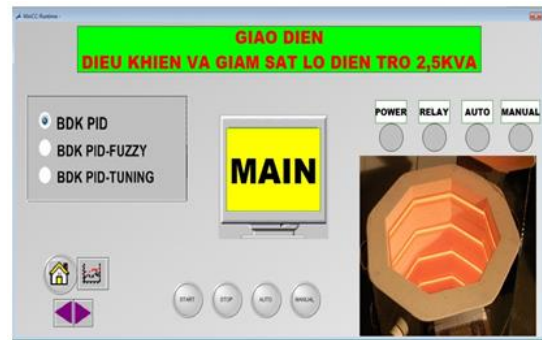 WinCC Runtime -
GIAO DIEN
DIEU KHIEN VA GIAM SAT LO DIEN TRO 2,5KVA
BDK PID
BDK PID-FUZZY
BDK PID-TUNING
MAIN
POWER RELAY AUTO MANUAL
START STOP AUTO MANUAL